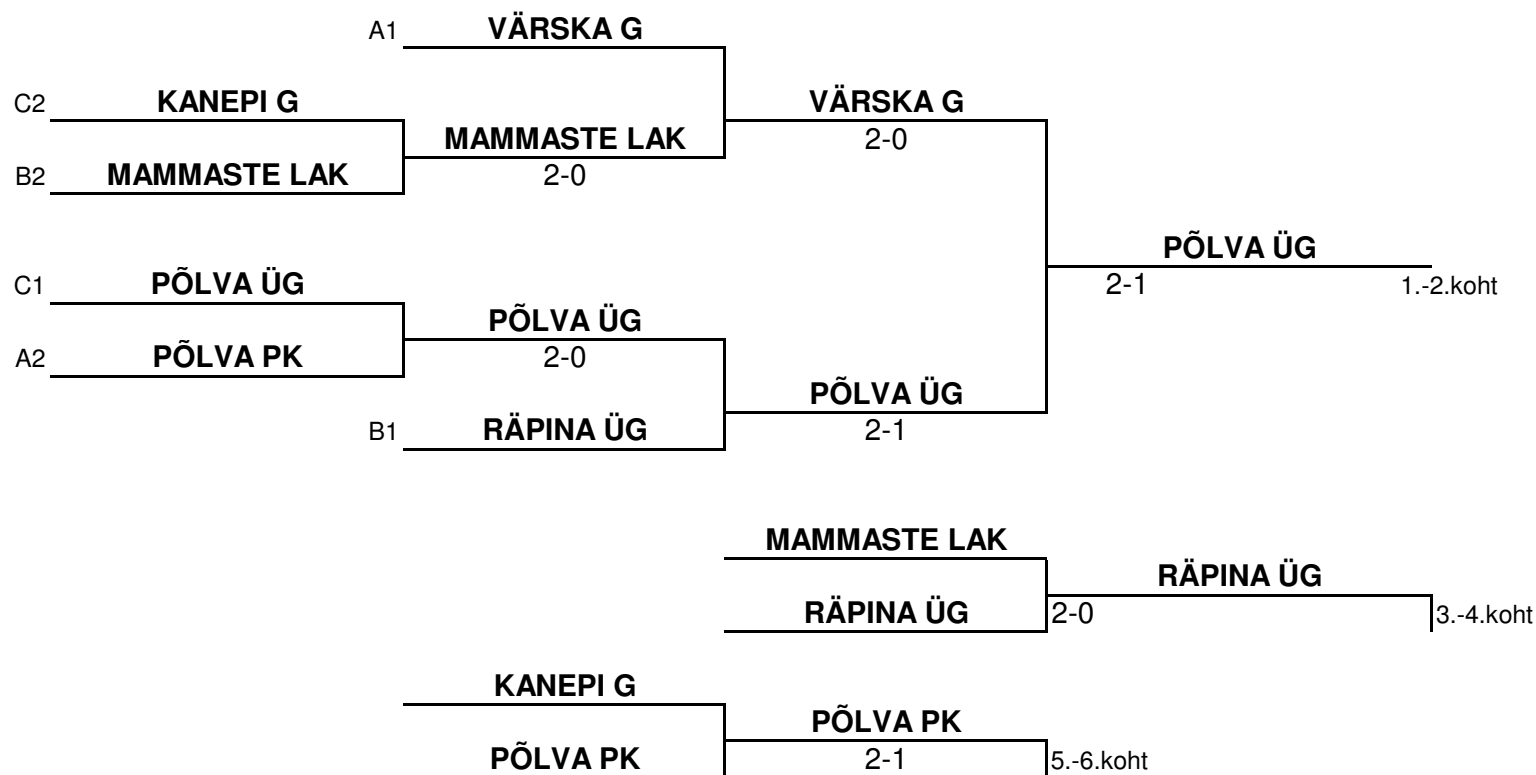 A1 VÄRSKA G
C2 KANEPI G VÄRSKA G
MAMMASTE LAK 2-0
B2 MAMMASTE LAK 2-0
PÕLVA ÜG
C1 PÕLVA ÜG 2-1 1.-2.koht
PÕLVA ÜG
A2 PÕLVA PK 2-0
PÕLVA ÜG
B1 RÄPINA ÜG 2-1
MAMMASTE LAK
RÄPINA ÜG
RÄPINA ÜG 2-0 3.-4.koht
KANEPI G
PÕLVA PK
PÕLVA PK 2-1 5.-6.koht